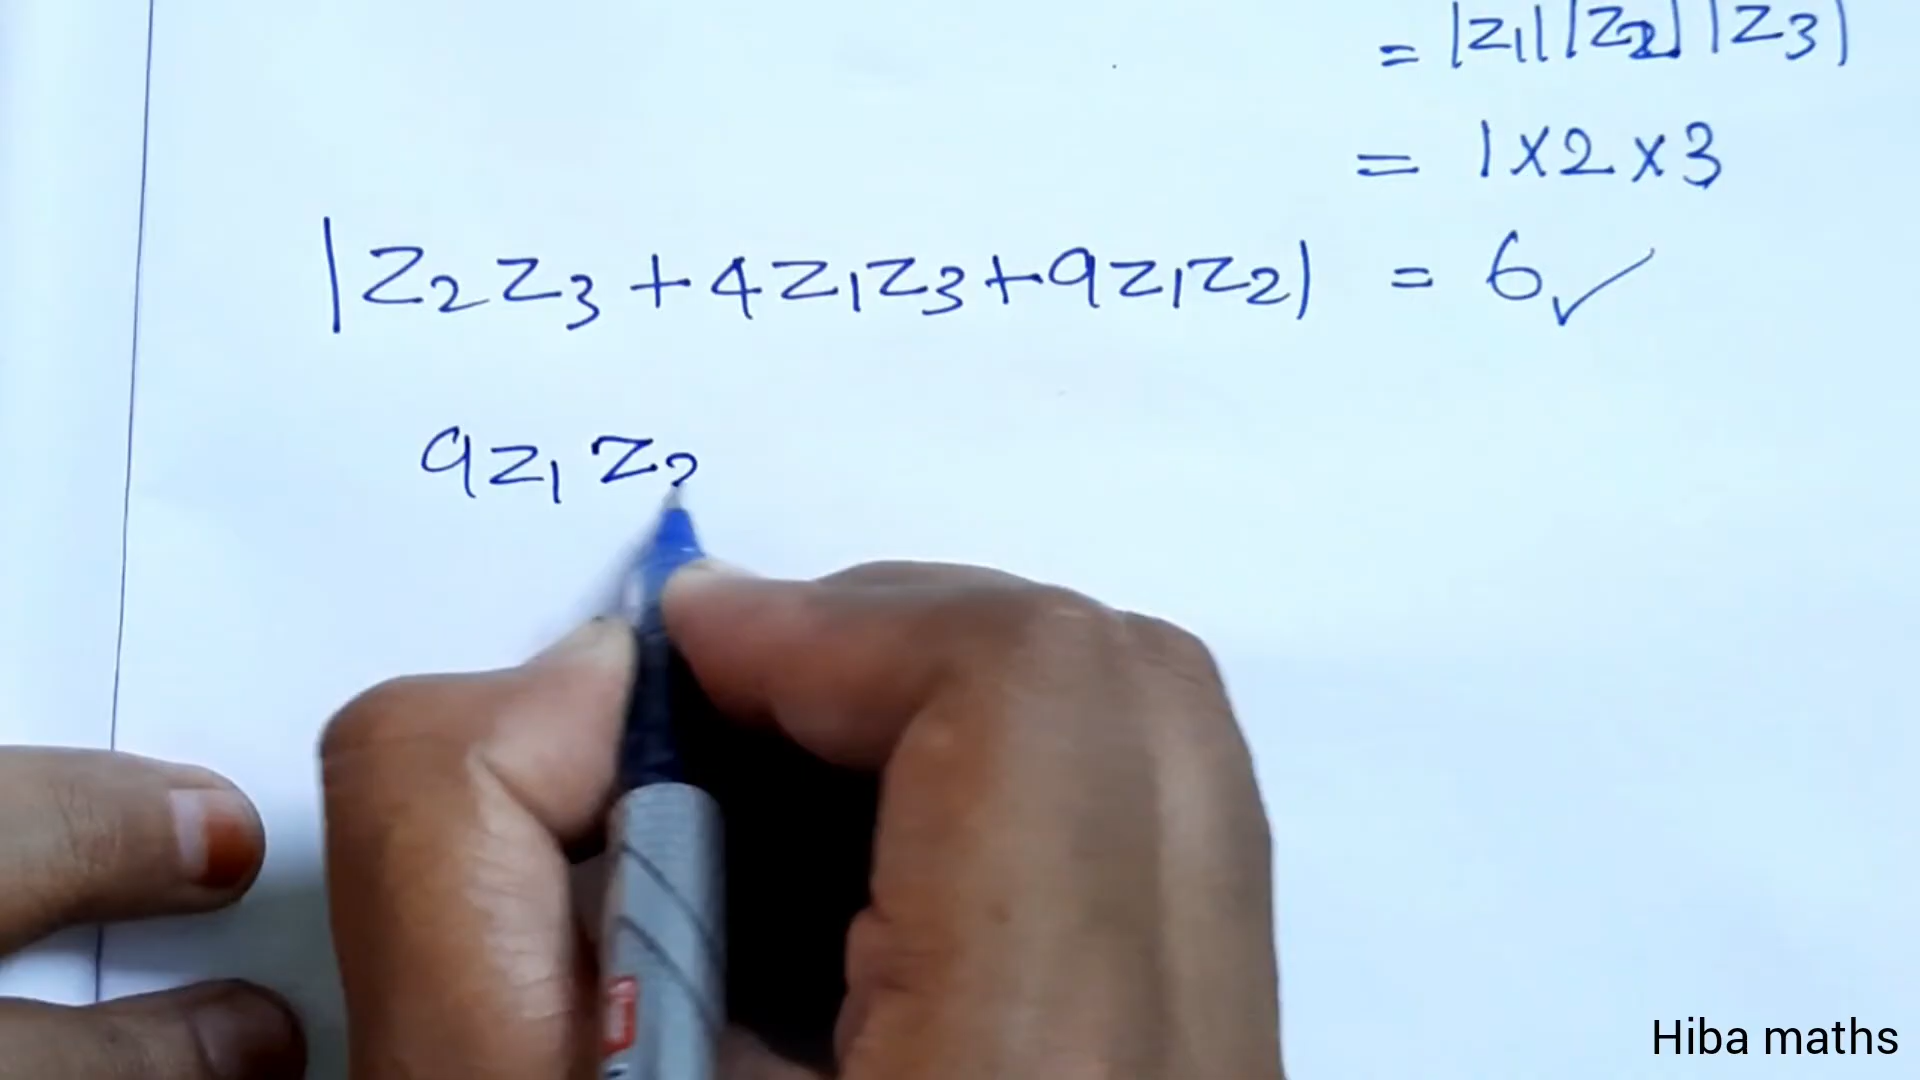 = |z₁| |z₂| |z₃|
= 1×2×3
|z₂z₃+4z₁z₃+9z₁z₂| = 6✓
9z₁z₂
Hiba maths